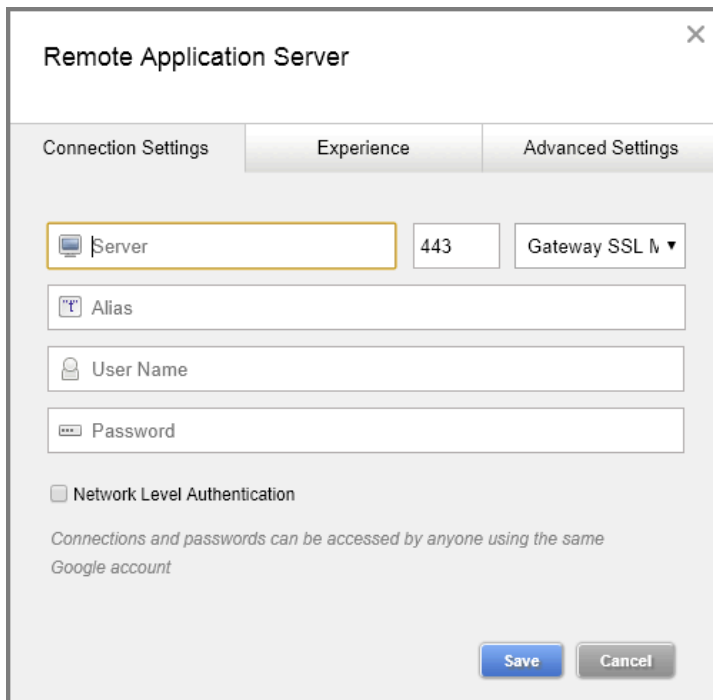 Remote Application Server
Connection Settings Experience Advanced Settings
Server 443 Gateway SSL M
"T" Alias
User Name
Password
Network Level Authentication
Connections and passwords can be accessed by anyone using the same
Google account
Save Cancel